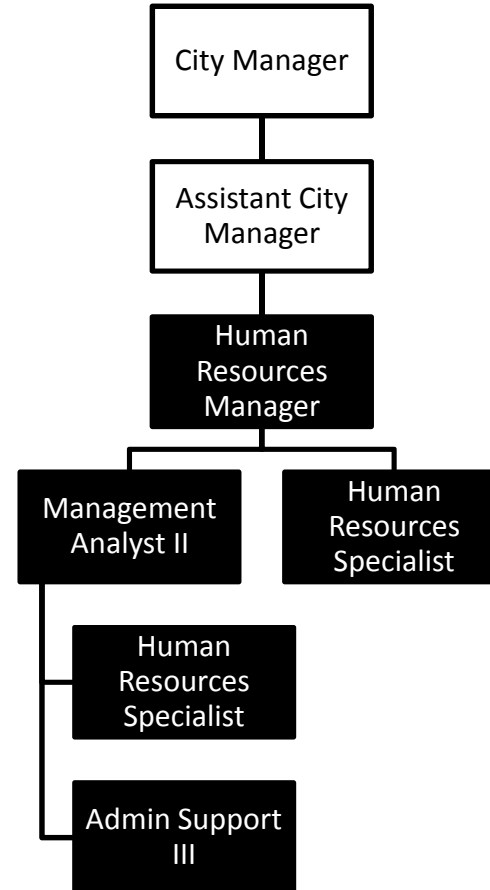 City Manager
Assistant City
Manager
Human
Resources
Manager
Management
Analyst II
Human
Resources
Specialist
Human
Resources
Specialist
Admin Support
III